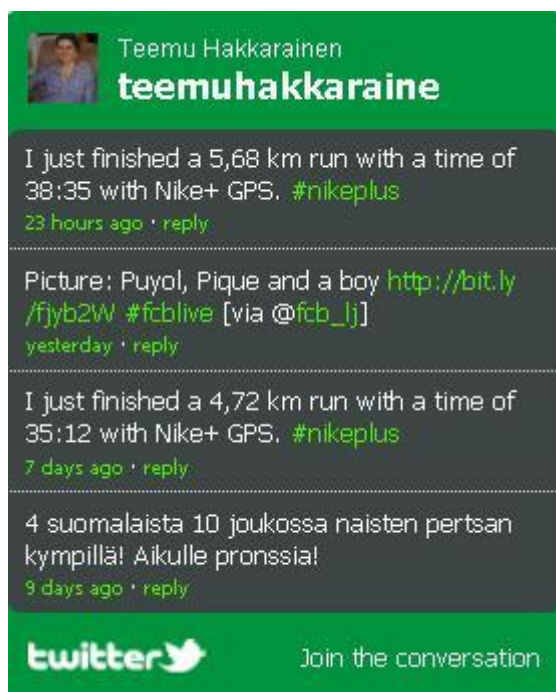 Teemu Hakkarainen
teemuhakkaraine
I just finished a 5,68 km run with a time of
38:35 with Nike+ GPS. #nikeplus
23 hours ago · reply
Picture: Puyol, Pique and a boy http://bit.ly
/fjyb2W #fcblive [via @fcb_lj]
yesterday · reply
I just finished a 4,72 km run with a time of
35:12 with Nike+ GPS. #nikeplus
7 days ago · reply
4 suomalaista 10 joukossa naisten pertsan
kympillä! Aikulle pronssia!
9 days ago · reply
twitter Join the conversation